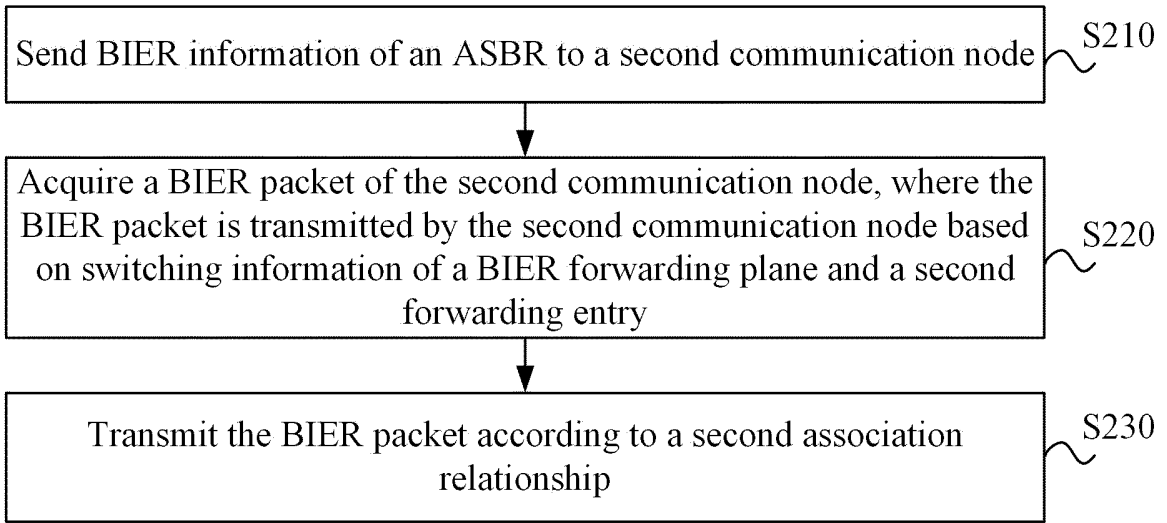 Send BIER information of an ASBR to a second communication node
S210
Acquire a BIER packet of the second communication node, where the
BIER packet is transmitted by the second communication node based
on switching information of a BIER forwarding plane and a second
forwarding entry
S220
Transmit the BIER packet according to a second association
relationship
S230